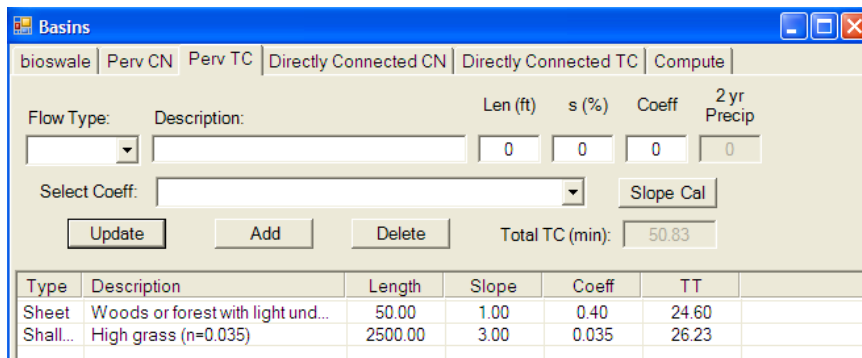 Basins
bioswale Perv CN Perv TC Directly Connected CN Directly Connected TC Compute
Flow Type: Description: Len (ft) s (%) Coeff 2 yr Precip
0 0 0 0
Select Coeff: Slope Cal
Update Add Delete Total TC (min): 50.83
Type Description Length Slope Coeff TT
Sheet Woods or forest with light und... 50.00 1.00 0.40 24.60
Shall... High grass (n=0.035) 2500.00 3.00 0.035 26.23